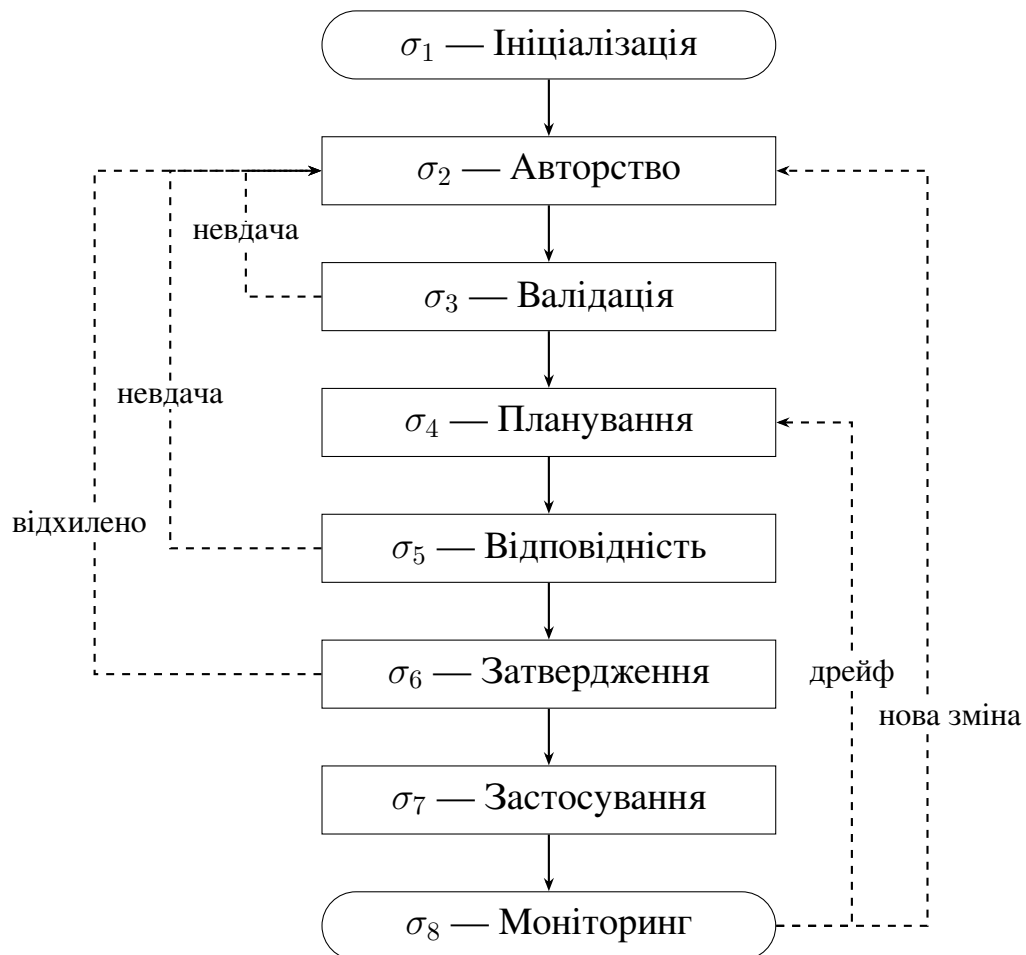 σ₁ — Ініціалізація
σ₂ — Авторство
невдача
σ₃ — Валідація
невдача
σ₄ — Планування
відхилено
σ₅ — Відповідність
σ₆ — Затвердження
дрейф
нова зміна
σ₇ — Застосування
σ₈ — Моніторинг